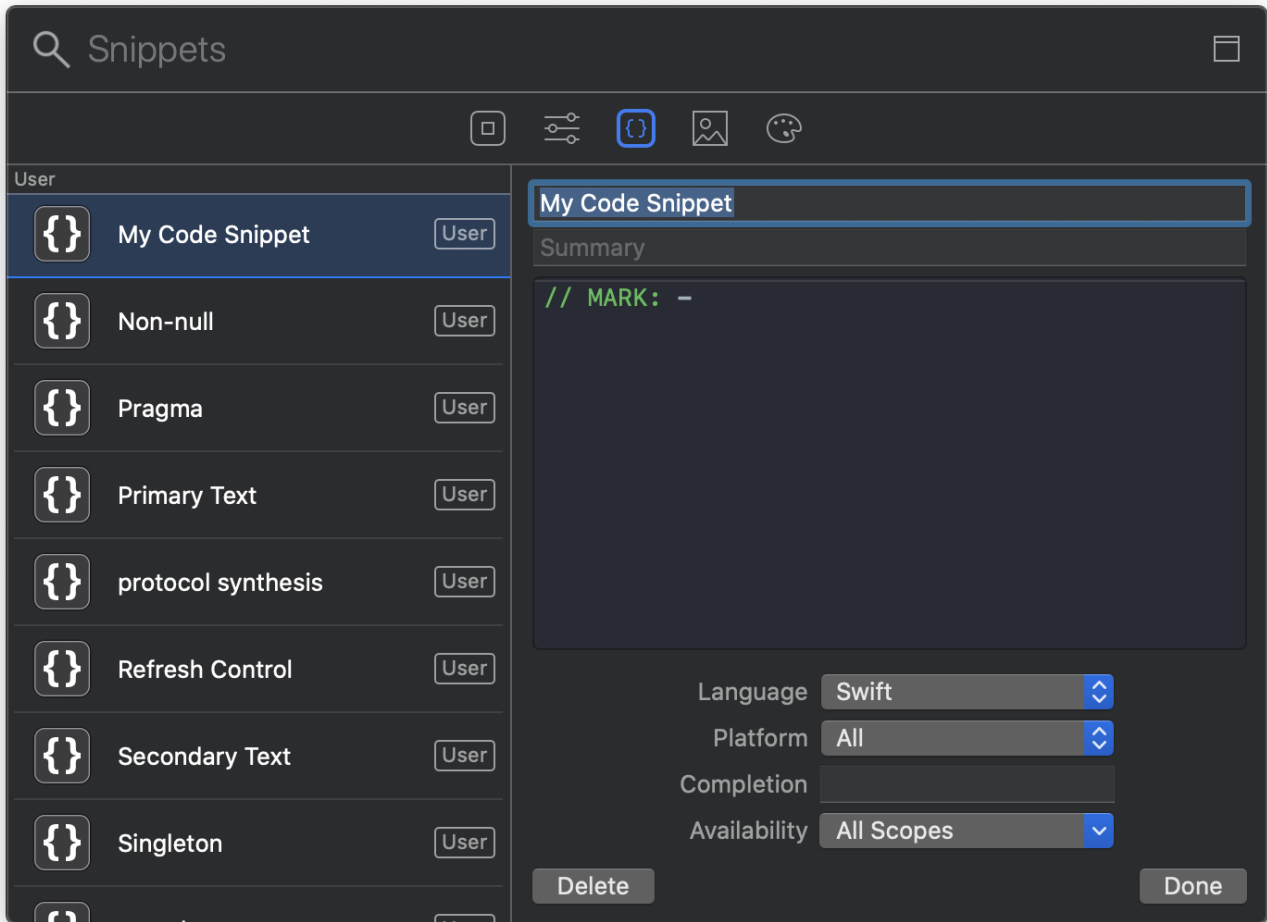 Snippets
User
My Code Snippet
User
Non-null
User
Pragma
User
Primary Text
User
protocol synthesis
User
Refresh Control
User
Secondary Text
User
Singleton
User
My Code Snippet
Summary
// MARK: –
Language
Swift
Platform
All
Completion
Availability
All Scopes
Delete
Done